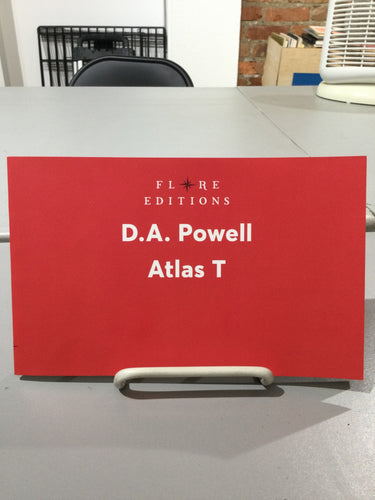 FL★RE
EDITIONS
D.A. Powell
Atlas T